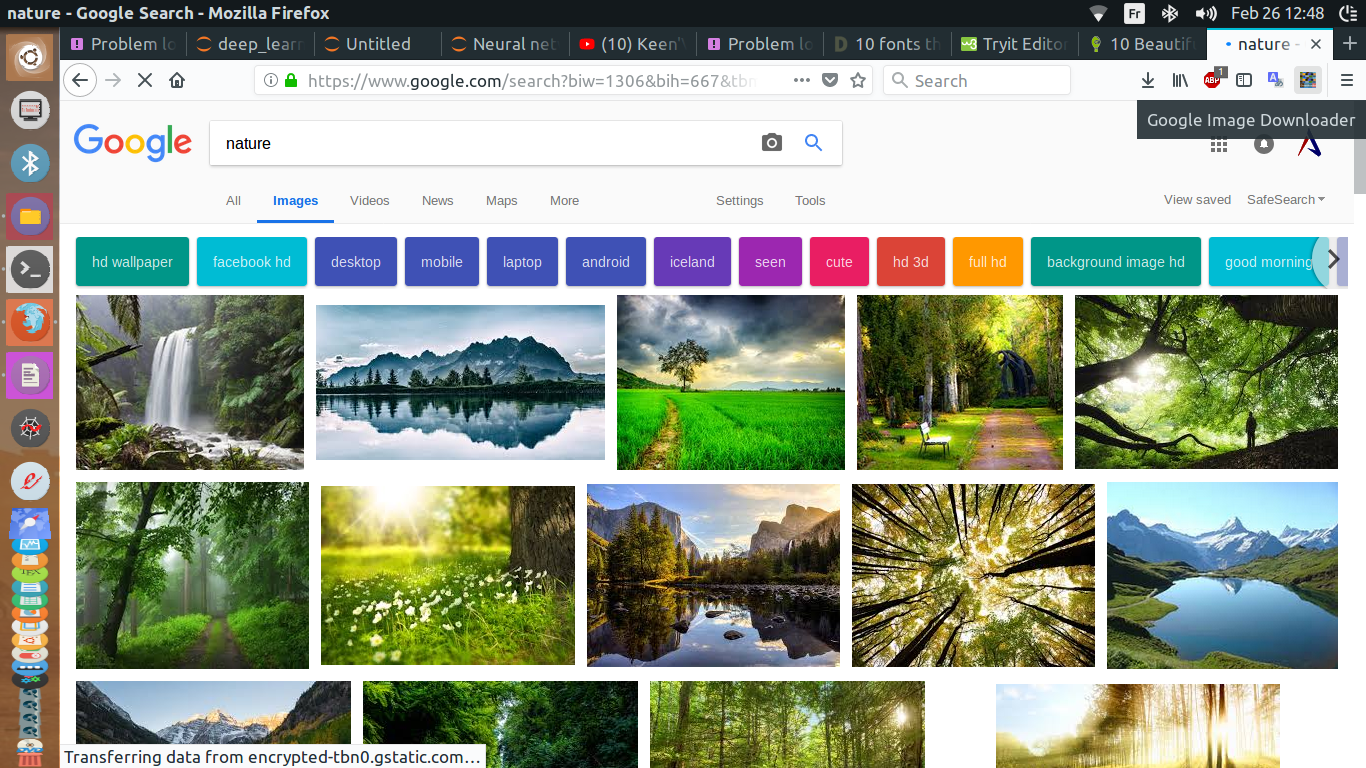 nature - Google Search - Mozilla Firefox
Fr
Feb 26 12:48
Problem lo
deep_learn
Untitled
Neural net
(10) Keen'
Problem lo
D
10 fonts th
Tryit Editor
10 Beautif
nature -
https://www.google.com/search?biw=1306&bih=667&tbm
Search
ABP
1
Google Image Downloader
Google
nature
All
Images
Videos
News
Maps
More
Settings
Tools
View saved
SafeSearch
hd wallpaper
facebook hd
desktop
mobile
laptop
android
iceland
seen
cute
hd 3d
full hd
background image hd
good morning
TEX
Transferring data from encrypted-tbn0.gstatic.com…